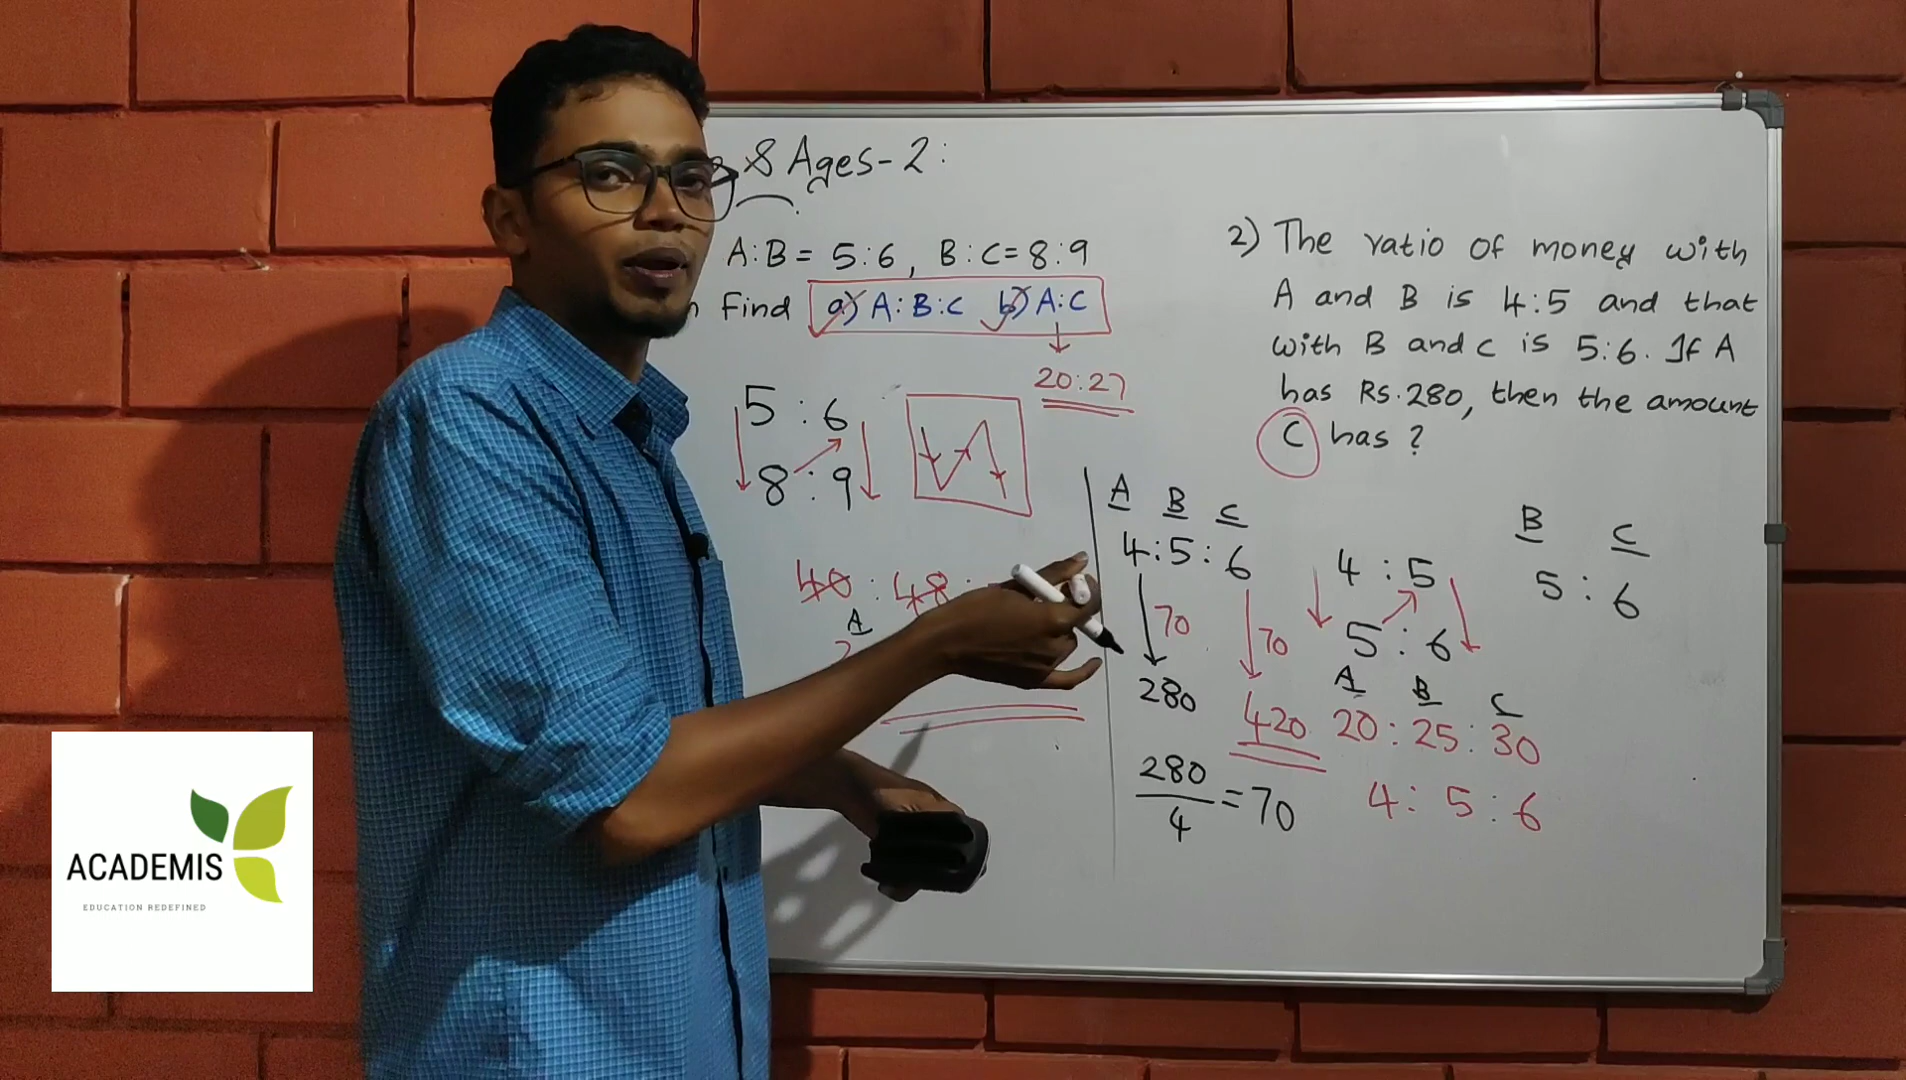 & Ages-2:
A:B = 5:6, B:C = 8:9
Find a) A:B:C b) A:C
20:27
5 : 6
8 : 9
40 : 48 :
A
2) The ratio of money with
A and B is 4:5 and that
with B and C is 5:6. If A
has Rs.280, then the amount
C has ?
A B C
4:5:6
70 70
280 420
280/4 = 70
4 : 5
5 : 6
A B C
20 : 25 : 30
4 : 5 : 6
B C
5 : 6
ACADEMIS
EDUCATION REDEFINED